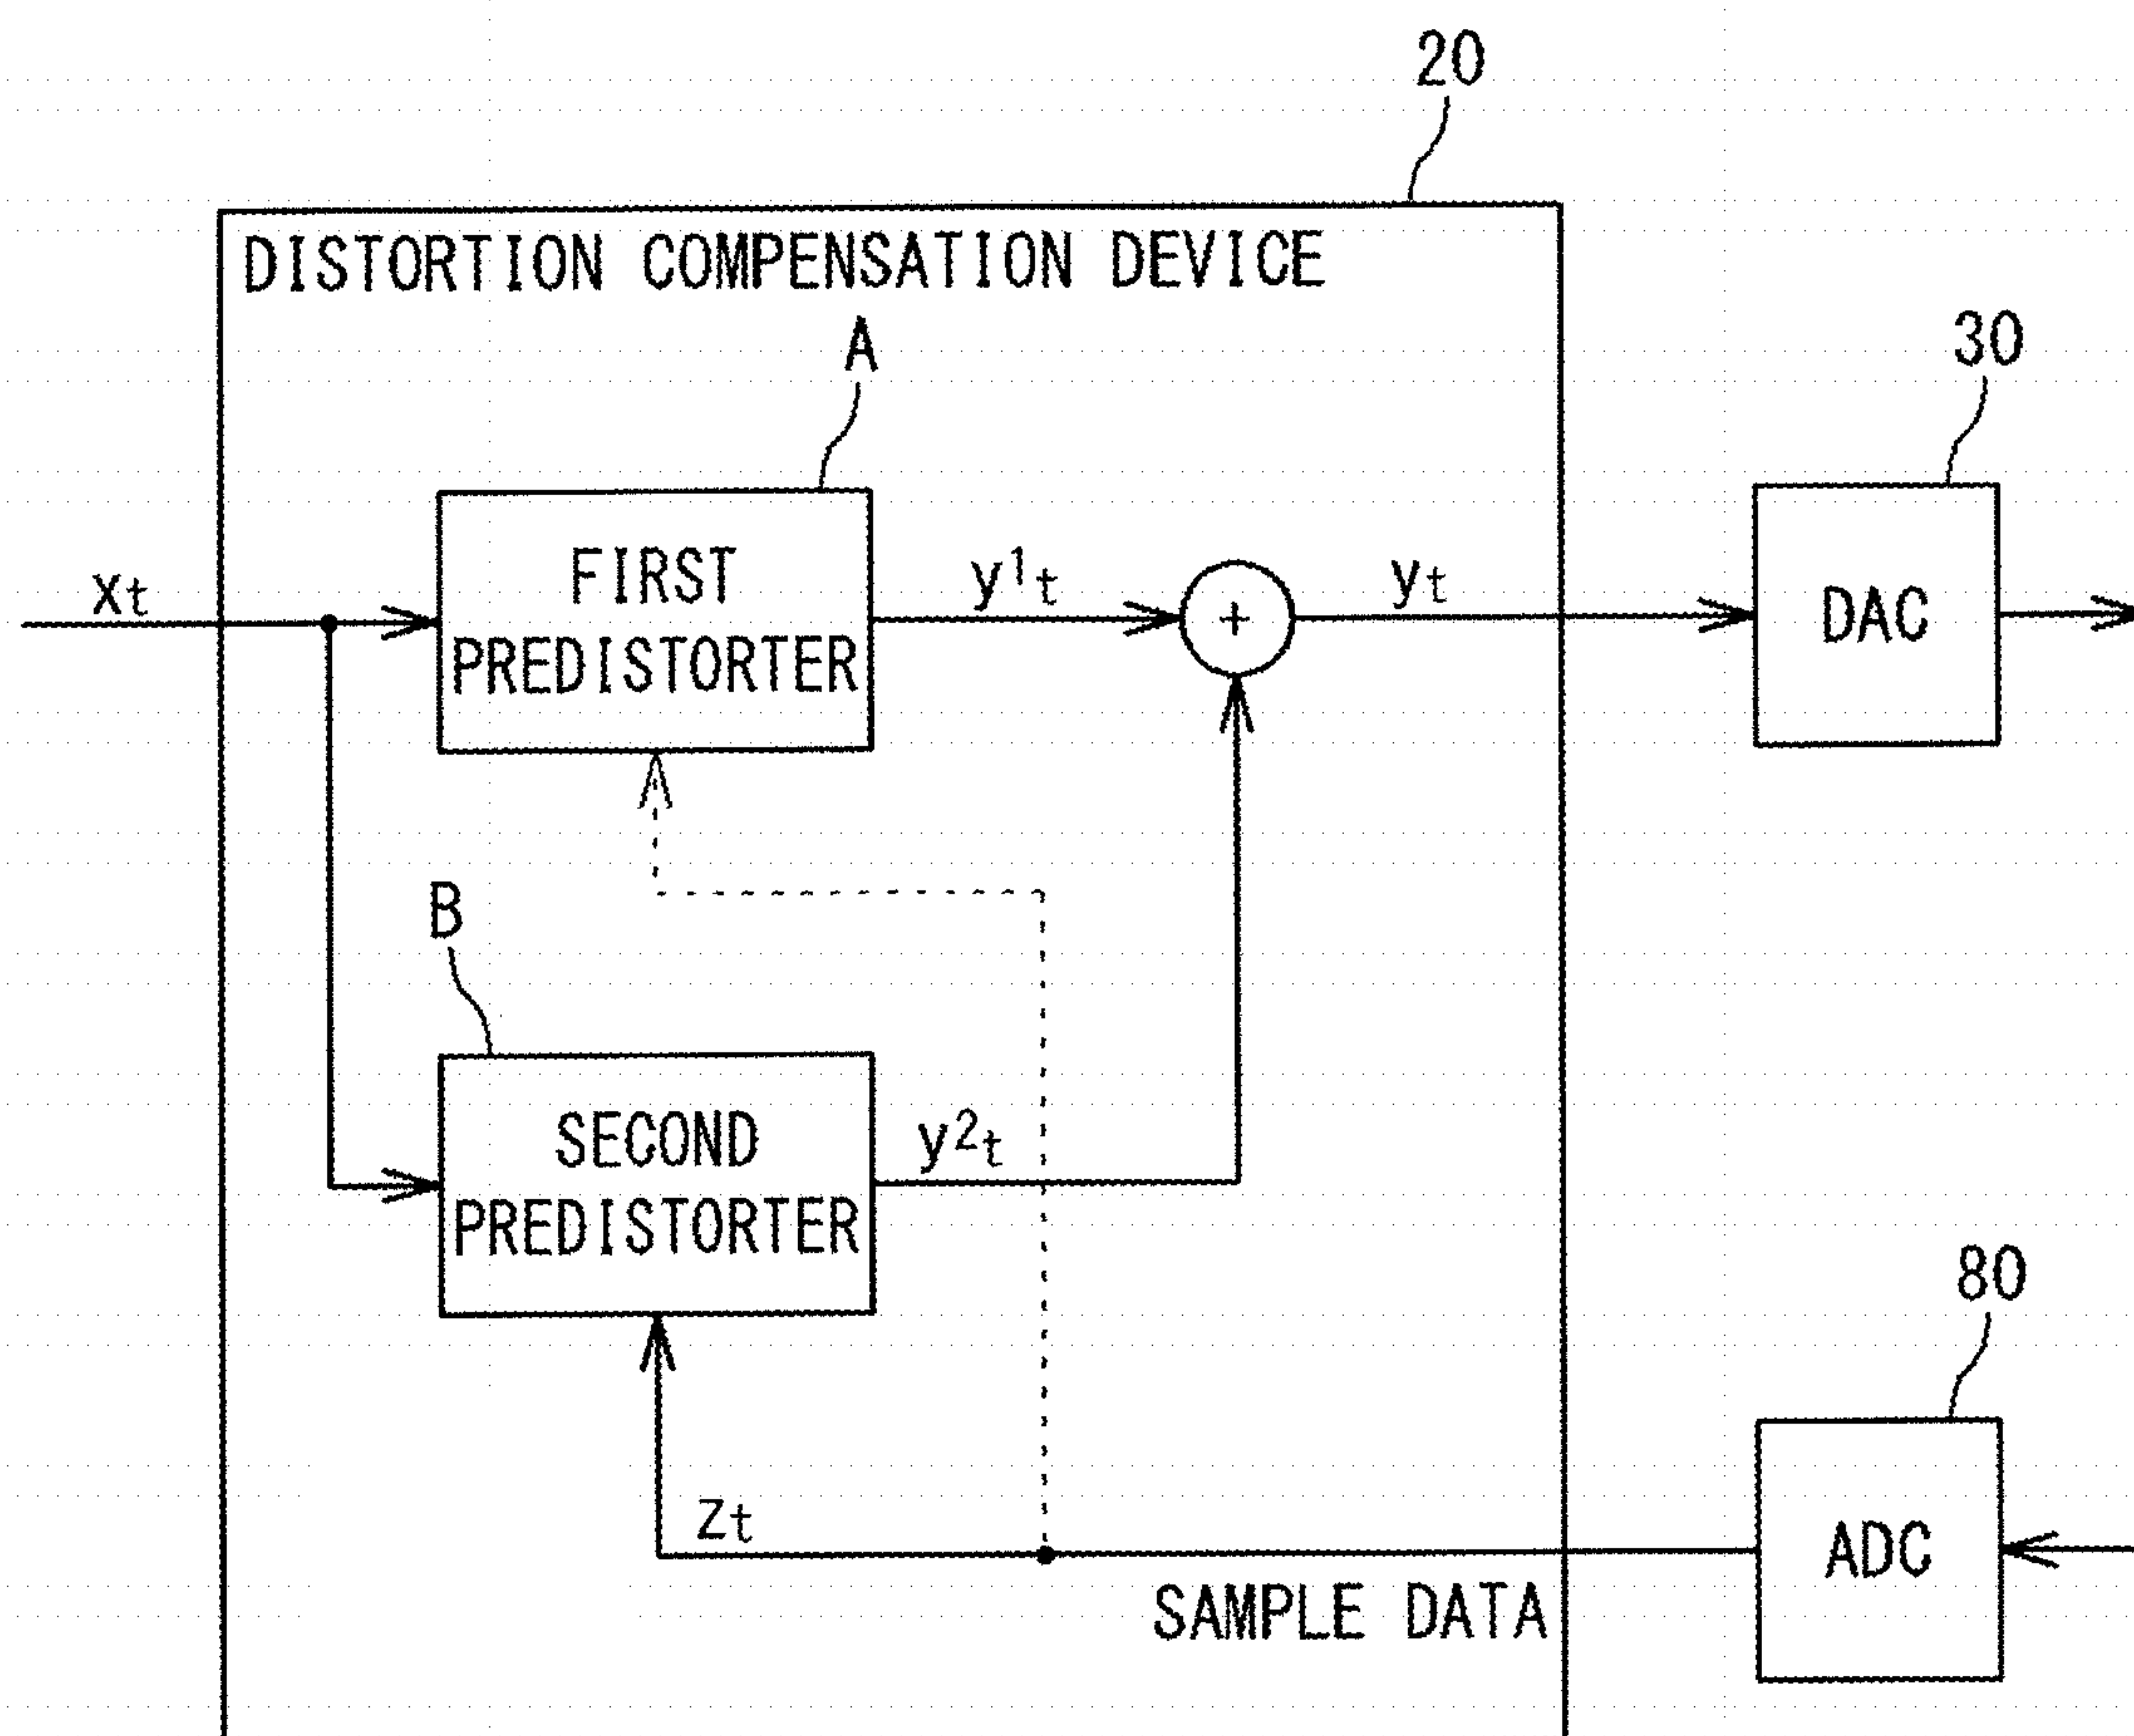 20
DISTORTION COMPENSATION DEVICE
A
30
FIRST
PREDISTORTER
xt
y1t
+
yt
DAC
B
SECOND
PREDISTORTER
y2t
80
zt
ADC
SAMPLE DATA